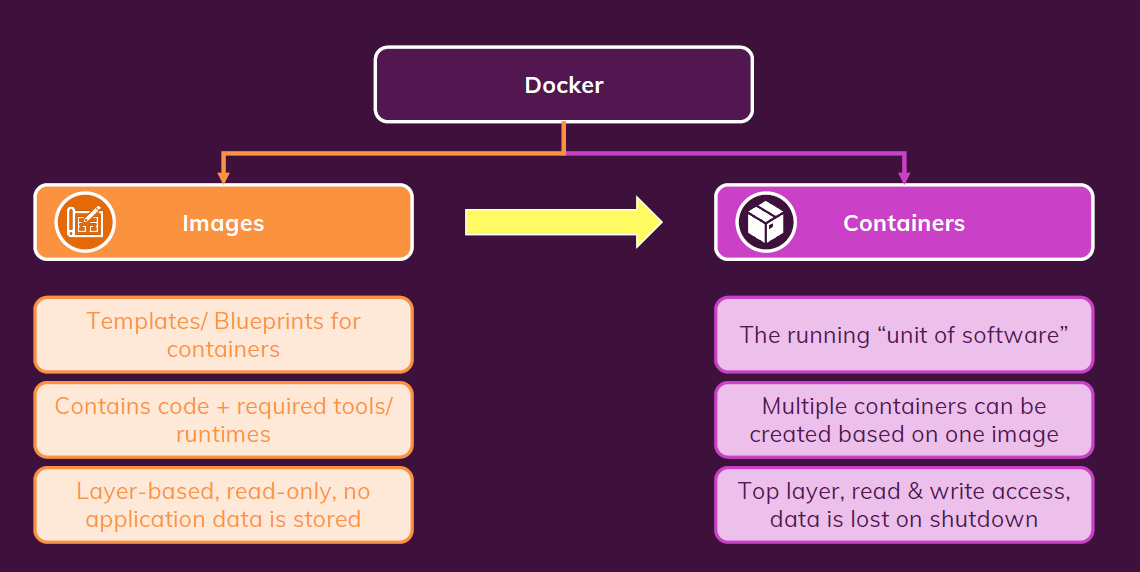 Docker
Images
Containers
Templates/ Blueprints for
containers
Contains code + required tools/
runtimes
Layer-based, read-only, no
application data is stored
The running “unit of software”
Multiple containers can be
created based on one image
Top layer, read & write access,
data is lost on shutdown